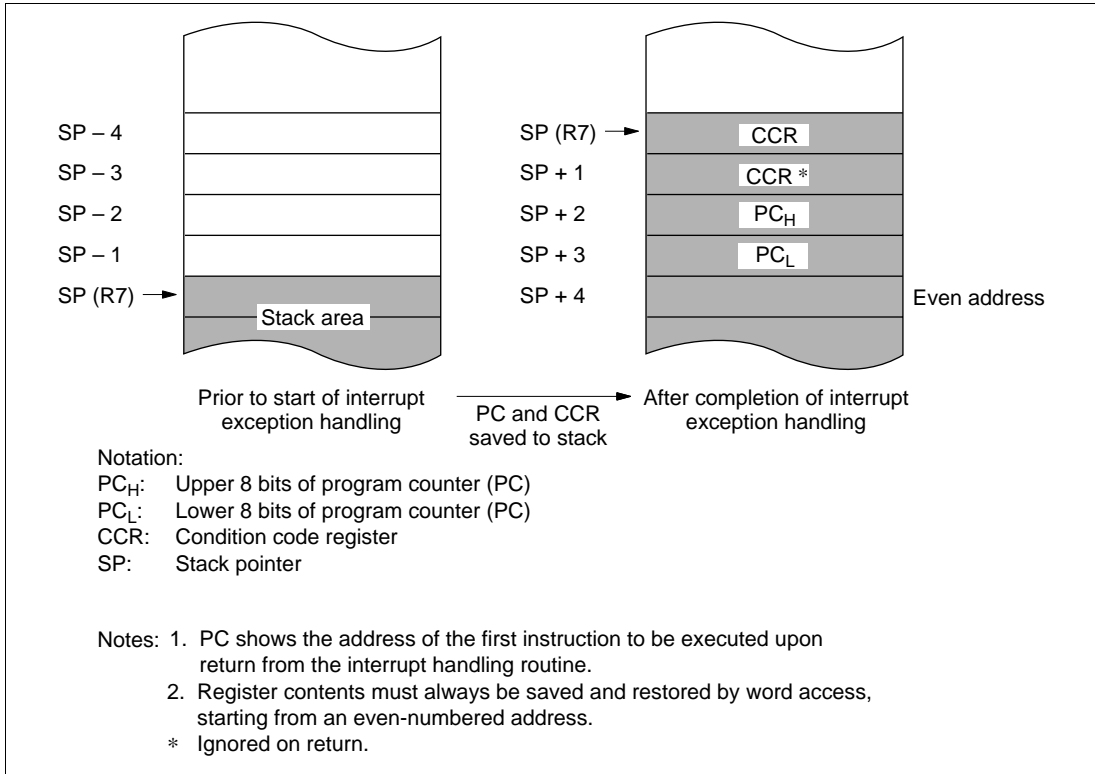 SP – 4
SP – 3
SP – 2
SP – 1
SP (R7)
Stack area
SP (R7)
SP + 1
SP + 2
SP + 3
SP + 4
CCR
CCR *
PCH
PCL
Even address
Prior to start of interrupt
exception handling
PC and CCR
saved to stack
After completion of interrupt
exception handling
Notation:
PCH: Upper 8 bits of program counter (PC)
PCL: Lower 8 bits of program counter (PC)
CCR: Condition code register
SP: Stack pointer
Notes: 1. PC shows the address of the first instruction to be executed upon
return from the interrupt handling routine.
2. Register contents must always be saved and restored by word access,
starting from an even-numbered address.
* Ignored on return.